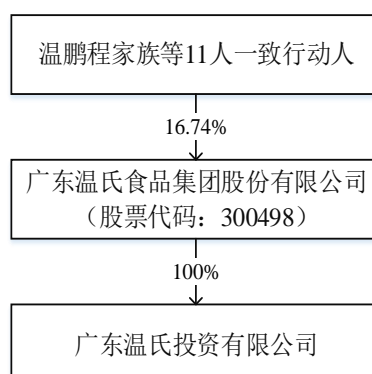 温鹏程家族等11人一致行动人
16.74%
广东温氏食品集团股份有限公司
（股票代码：300498）
100%
广东温氏投资有限公司